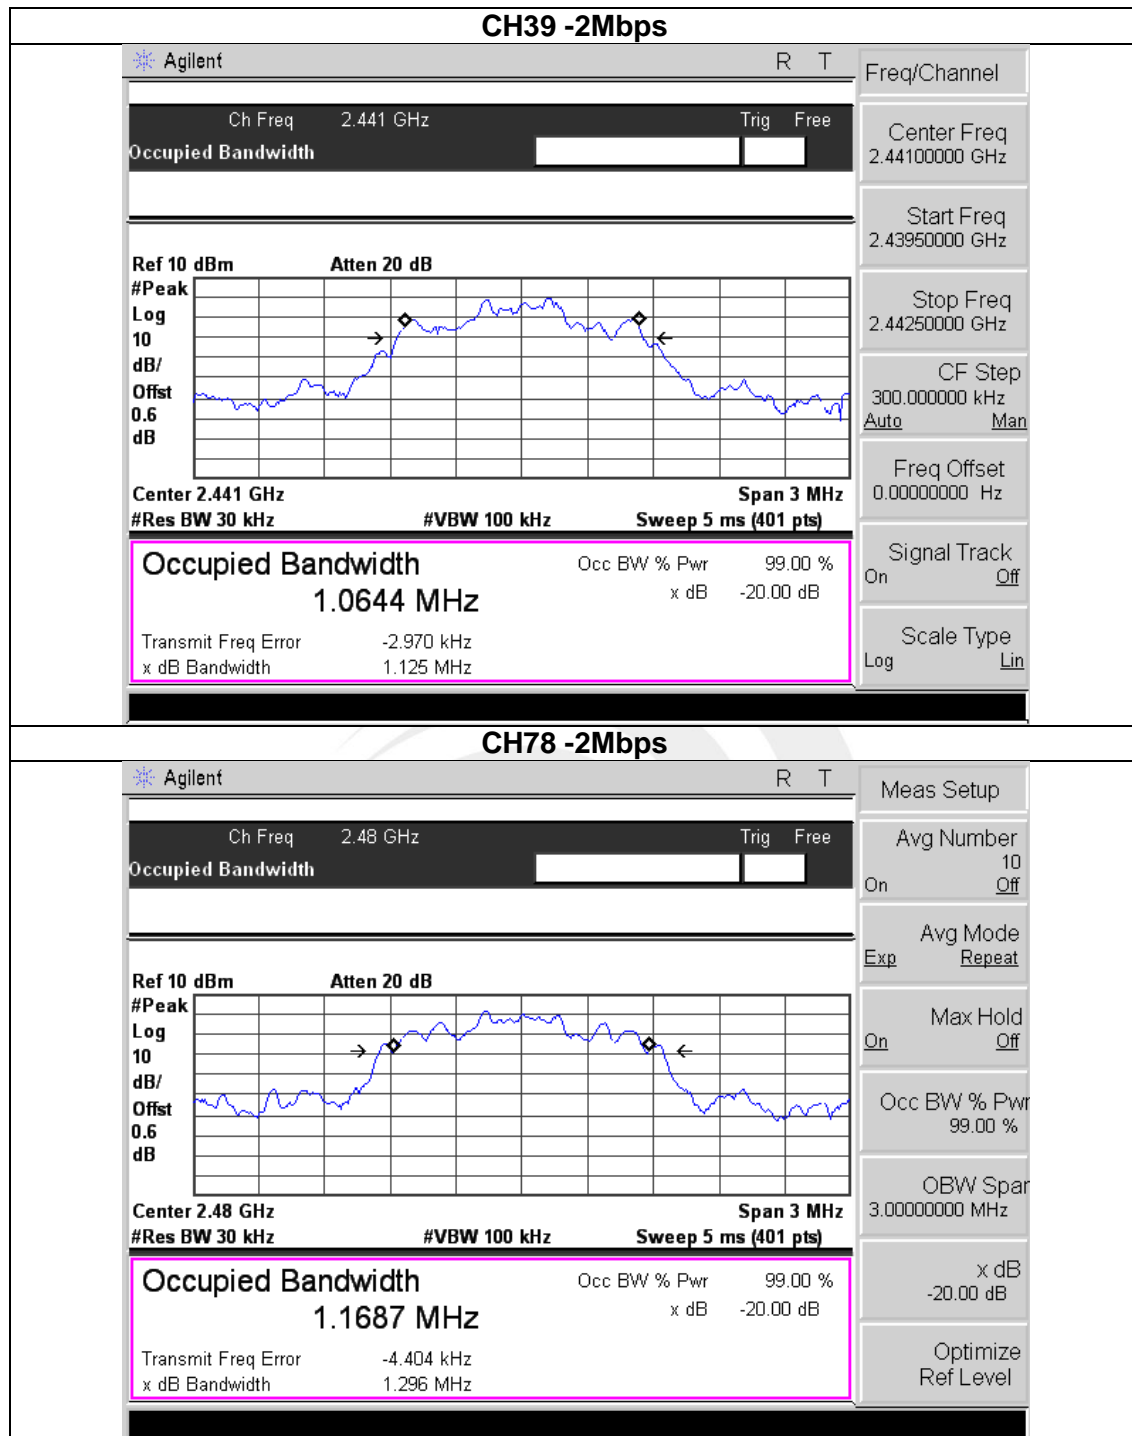 CH39 -2Mbps
Agilent R T
Freq/Channel
Ch Freq 2.441 GHz Trig Free
Occupied Bandwidth
Center Freq
2.44100000 GHz
Start Freq
2.43950000 GHz
Stop Freq
2.44250000 GHz
CF Step
300.000000 kHz
Auto Man
Freq Offset
0.00000000 Hz
Signal Track
On Off
Scale Type
Log Lin
Ref 10 dBm Atten 20 dB
#Peak
Log
10
dB/
Offst
0.6
dB
Center 2.441 GHz Span 3 MHz
#Res BW 30 kHz #VBW 100 kHz Sweep 5 ms (401 pts)
Occupied Bandwidth Occ BW % Pwr 99.00 %
1.0644 MHz x dB -20.00 dB
Transmit Freq Error -2.970 kHz
x dB Bandwidth 1.125 MHz
CH78 -2Mbps
Agilent R T
Meas Setup
Ch Freq 2.48 GHz Trig Free
Occupied Bandwidth
Avg Number
10
On Off
Avg Mode
Exp Repeat
Max Hold
On Off
Occ BW % Pwr
99.00 %
OBW Span
3.00000000 MHz
x dB
-20.00 dB
Optimize
Ref Level
Ref 10 dBm Atten 20 dB
#Peak
Log
10
dB/
Offst
0.6
dB
Center 2.48 GHz Span 3 MHz
#Res BW 30 kHz #VBW 100 kHz Sweep 5 ms (401 pts)
Occupied Bandwidth Occ BW % Pwr 99.00 %
1.1687 MHz x dB -20.00 dB
Transmit Freq Error -4.404 kHz
x dB Bandwidth 1.296 MHz